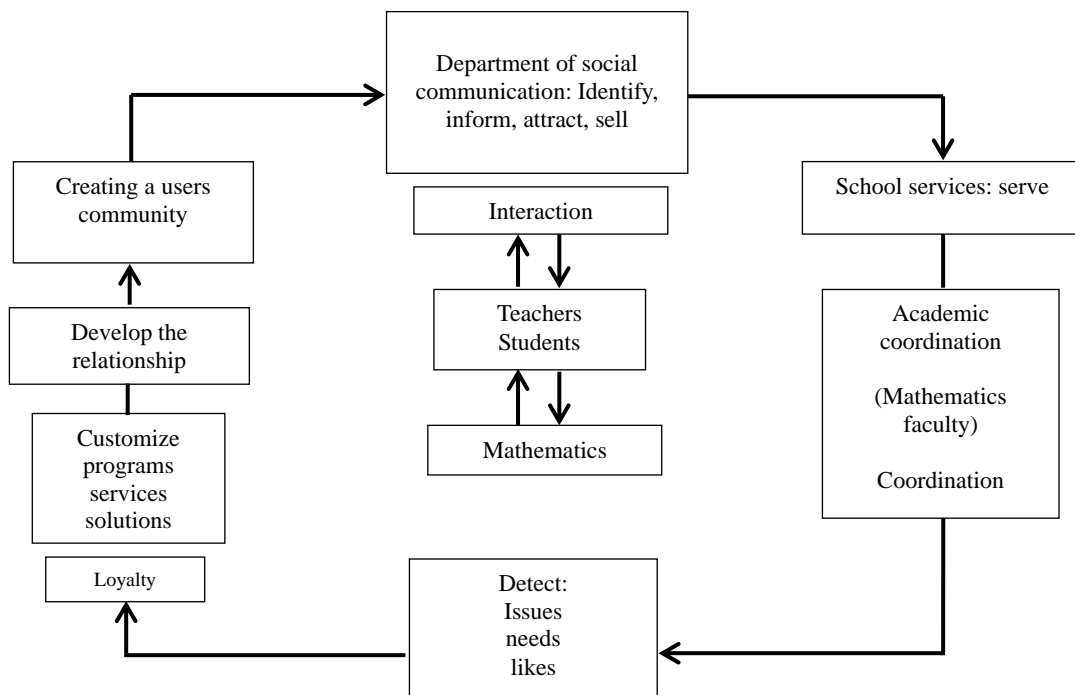 Department of social
communication: Identify,
inform, attract, sell
Creating a users
community
Interaction
School services: serve
Teachers
Students
Academic
coordination
(Mathematics
faculty)
Coordination
Develop the
relationship
Customize
programs
services
solutions
Mathematics
Loyalty
Detect:
Issues
needs
likes